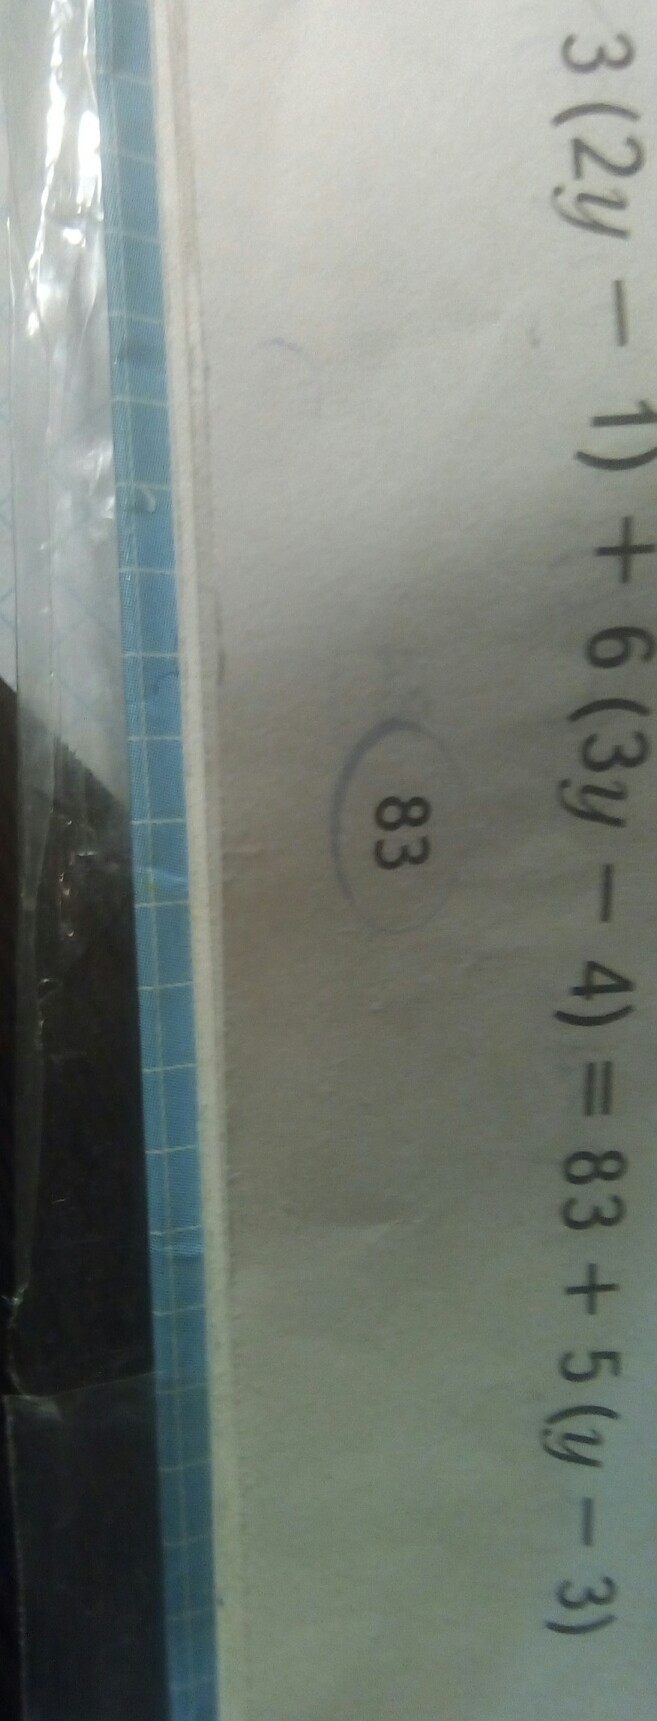 3(2y − 1) + 6(3y − 4) = 83 + 5(y − 3)
83